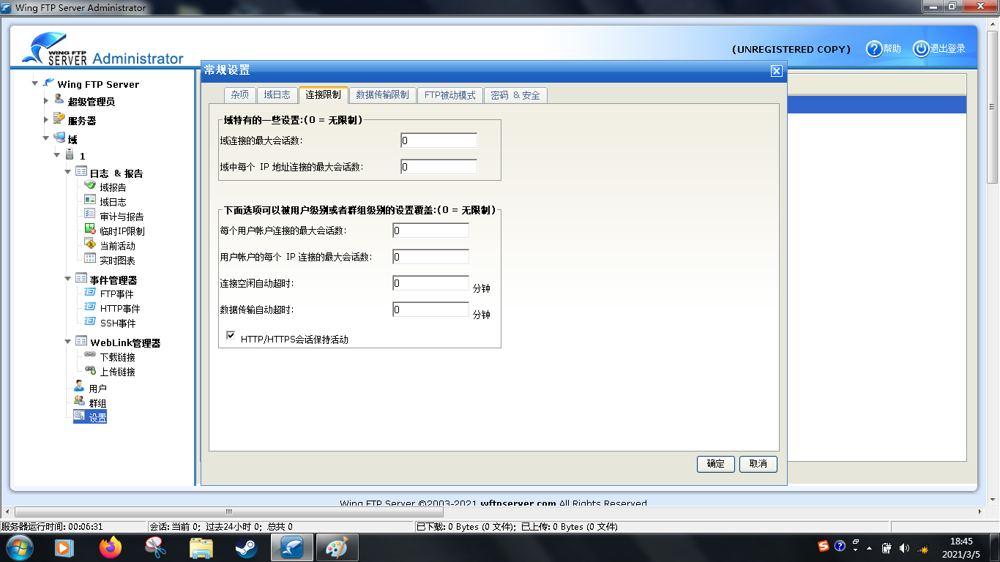 Wing FTP Server Administrator
WING FTP SERVER Administrator
(UNREGISTERED COPY)
帮助
退出登录
Wing FTP Server
超级管理员
服务器
域
1
日志 & 报告
域报告
域日志
审计与报告
临时IP限制
当前活动
实时图表
事件管理器
FTP事件
HTTP事件
SSH事件
WebLink管理器
下载链接
上传链接
用户
群组
设置
常规设置
杂项 域日志 连接限制 数据传输限制 FTP被动模式 密码 & 安全
域特有的一些设置:(0 = 无限制)
域连接的最大会话数: 0
域中每个 IP 地址连接的最大会话数: 0
下面选项可以被用户级别或者群组级别的设置覆盖:(0 = 无限制)
每个用户帐户连接的最大会话数: 0
用户帐户的每个 IP 连接的最大会话数: 0
连接空闲自动超时: 0 分钟
数据传输自动超时: 0 分钟
HTTP/HTTPS会话保持活动
确定 取消
Wing FTP Server ©2003-2021 wftpserver.com All Rights Reserved
服务器运行时间: 00:06:31
会话: 当前 0; 过去24小时 0; 总共 0
已下载: 0 Bytes (0 文件); 已上传: 0 Bytes (0 文件)
18:45
2021/3/5